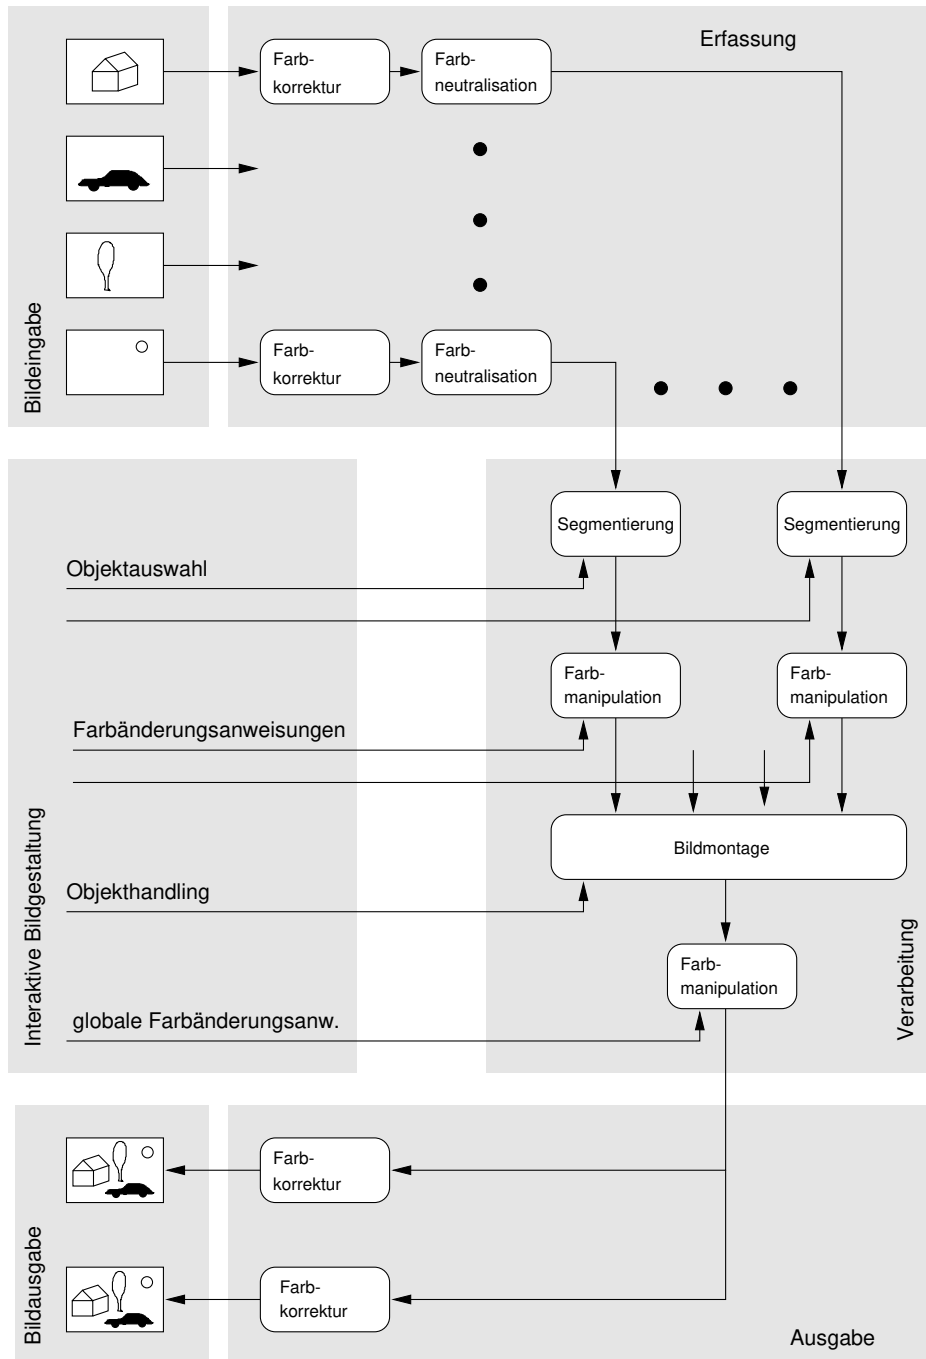 Erfassung
Farb-
korrektur
Farb-
neutralisation
Bildeingabe
Farb-
korrektur
Farb-
neutralisation
Segmentierung
Segmentierung
Objektauswahl
Farb-
manipulation
Farb-
manipulation
Farbänderungsanweisungen
Interaktive Bildgestaltung
Bildmontage
Objekthandling
Verarbeitung
Farb-
manipulation
globale Farbänderungsanw.
Bildausgabe
Farb-
korrektur
Farb-
korrektur
Ausgabe